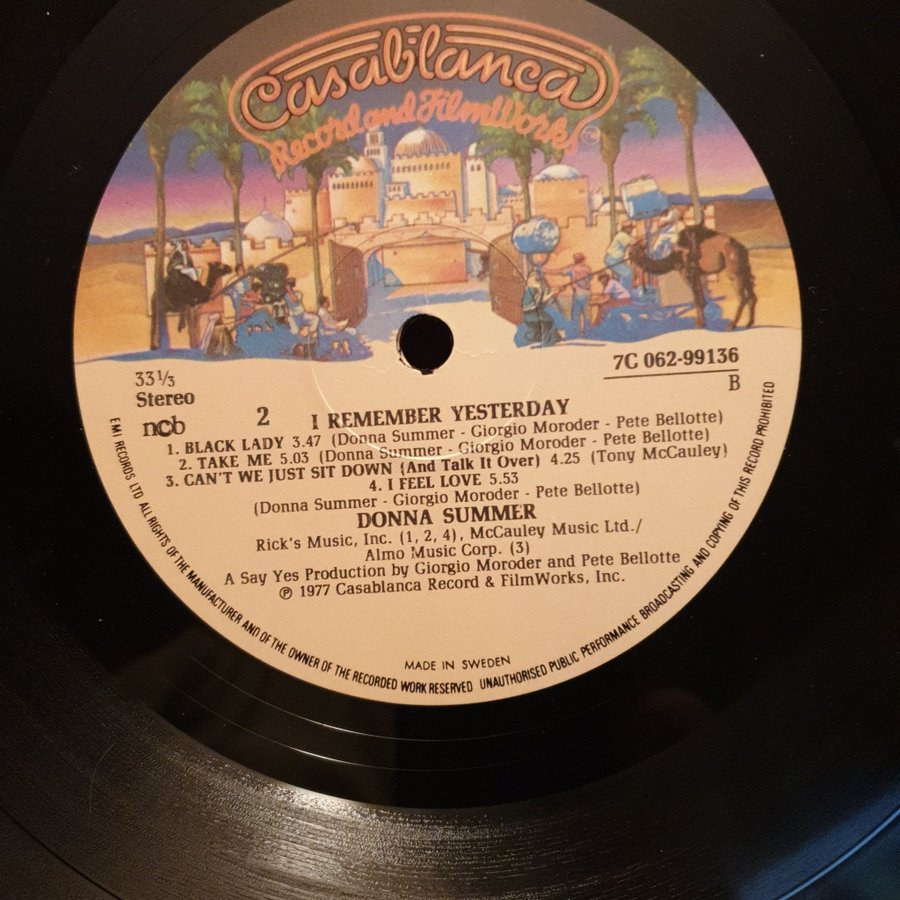 Casablanca
Record and FilmWorks
TM
33⅓
Stereo
7C 062-99136
B
ncb
2 I REMEMBER YESTERDAY
1. BLACK LADY 3.47 (Donna Summer - Giorgio Moroder - Pete Bellotte)
2. TAKE ME 5.03 (Donna Summer - Giorgio Moroder - Pete Bellotte)
3. CAN'T WE JUST SIT DOWN (And Talk It Over) 4.25 (Tony McCauley)
4. I FEEL LOVE 5.53
(Donna Summer - Giorgio Moroder - Pete Bellotte)
DONNA SUMMER
Rick's Music, Inc. (1, 2, 4), McCauley Music Ltd./
Almo Music Corp. (3)
A Say Yes Production by Giorgio Moroder and Pete Bellotte
℗ 1977 Casablanca Record & FilmWorks, Inc.
MADE IN SWEDEN
EMI RECORDS LTD ALL RIGHTS OF THE MANUFACTURER AND OF THE OWNER OF THE RECORDED WORK RESERVED UNAUTHORISED PUBLIC PERFORMANCE BROADCASTING AND COPYING OF THIS RECORD PROHIBITED